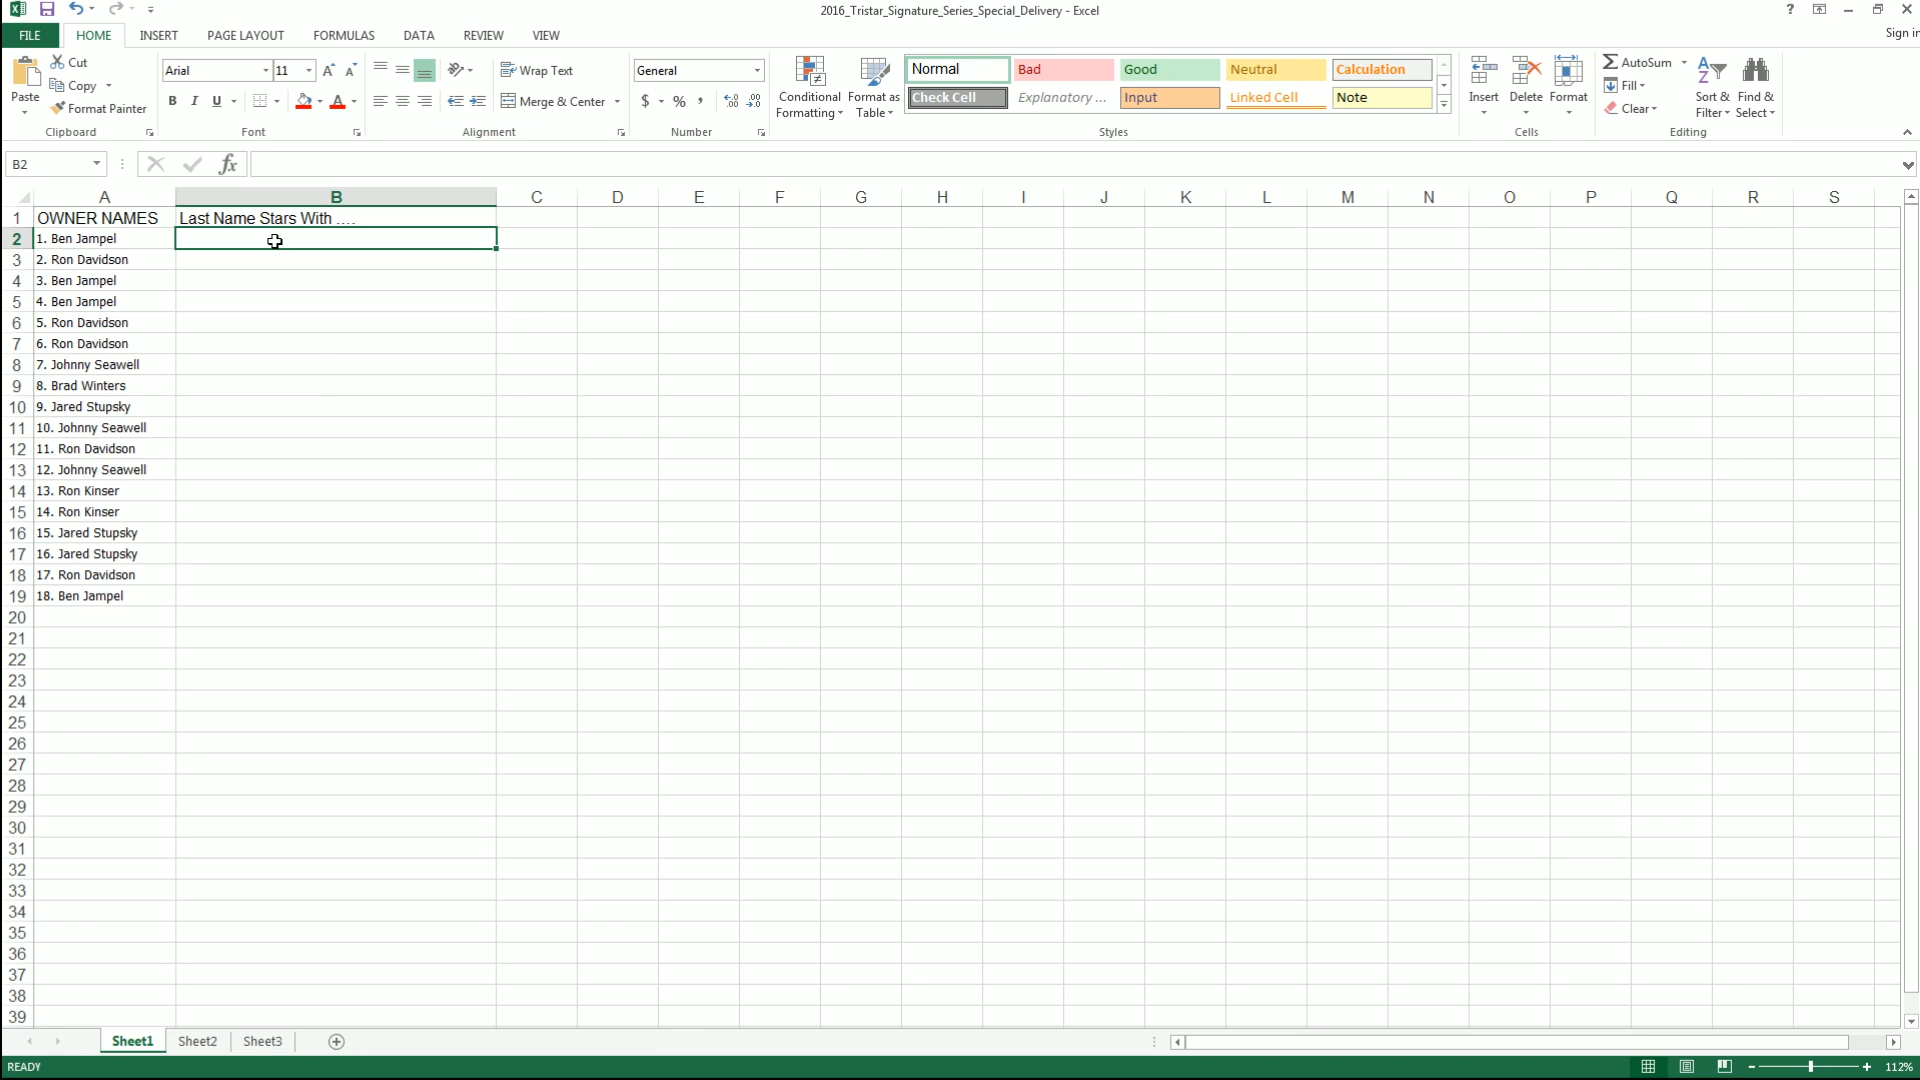 2016_Tristar_Signature_Series_Special_Delivery - Excel
?
Sign in
FILE HOME INSERT PAGE LAYOUT FORMULAS DATA REVIEW VIEW
Paste
Cut
Copy
Format Painter
Clipboard
Arial 11
A A
B I U A
Font
Wrap Text
Merge & Center
Alignment
General
$ % ,
Number
Conditional Formatting
Format as Table
Normal Bad Good Neutral Calculation
Check Cell Explanatory ... Input Linked Cell Note
Styles
Insert Delete Format
Cells
AutoSum
Fill
Clear
Sort & Filter
Find & Select
Editing
B2 fx
A B C D E F G H I J K L M N O P Q R S
1 OWNER NAMES Last Name Stars With ....
2 1. Ben Jampel
3 2. Ron Davidson
4 3. Ben Jampel
5 4. Ben Jampel
6 5. Ron Davidson
7 6. Ron Davidson
8 7. Johnny Seawell
9 8. Brad Winters
10 9. Jared Stupsky
11 10. Johnny Seawell
12 11. Ron Davidson
13 12. Johnny Seawell
14 13. Ron Kinser
15 14. Ron Kinser
16 15. Jared Stupsky
17 16. Jared Stupsky
18 17. Ron Davidson
19 18. Ben Jampel
20
21
22
23
24
25
26
27
28
29
30
31
32
33
34
35
36
37
38
39
Sheet1 Sheet2 Sheet3
READY 112%